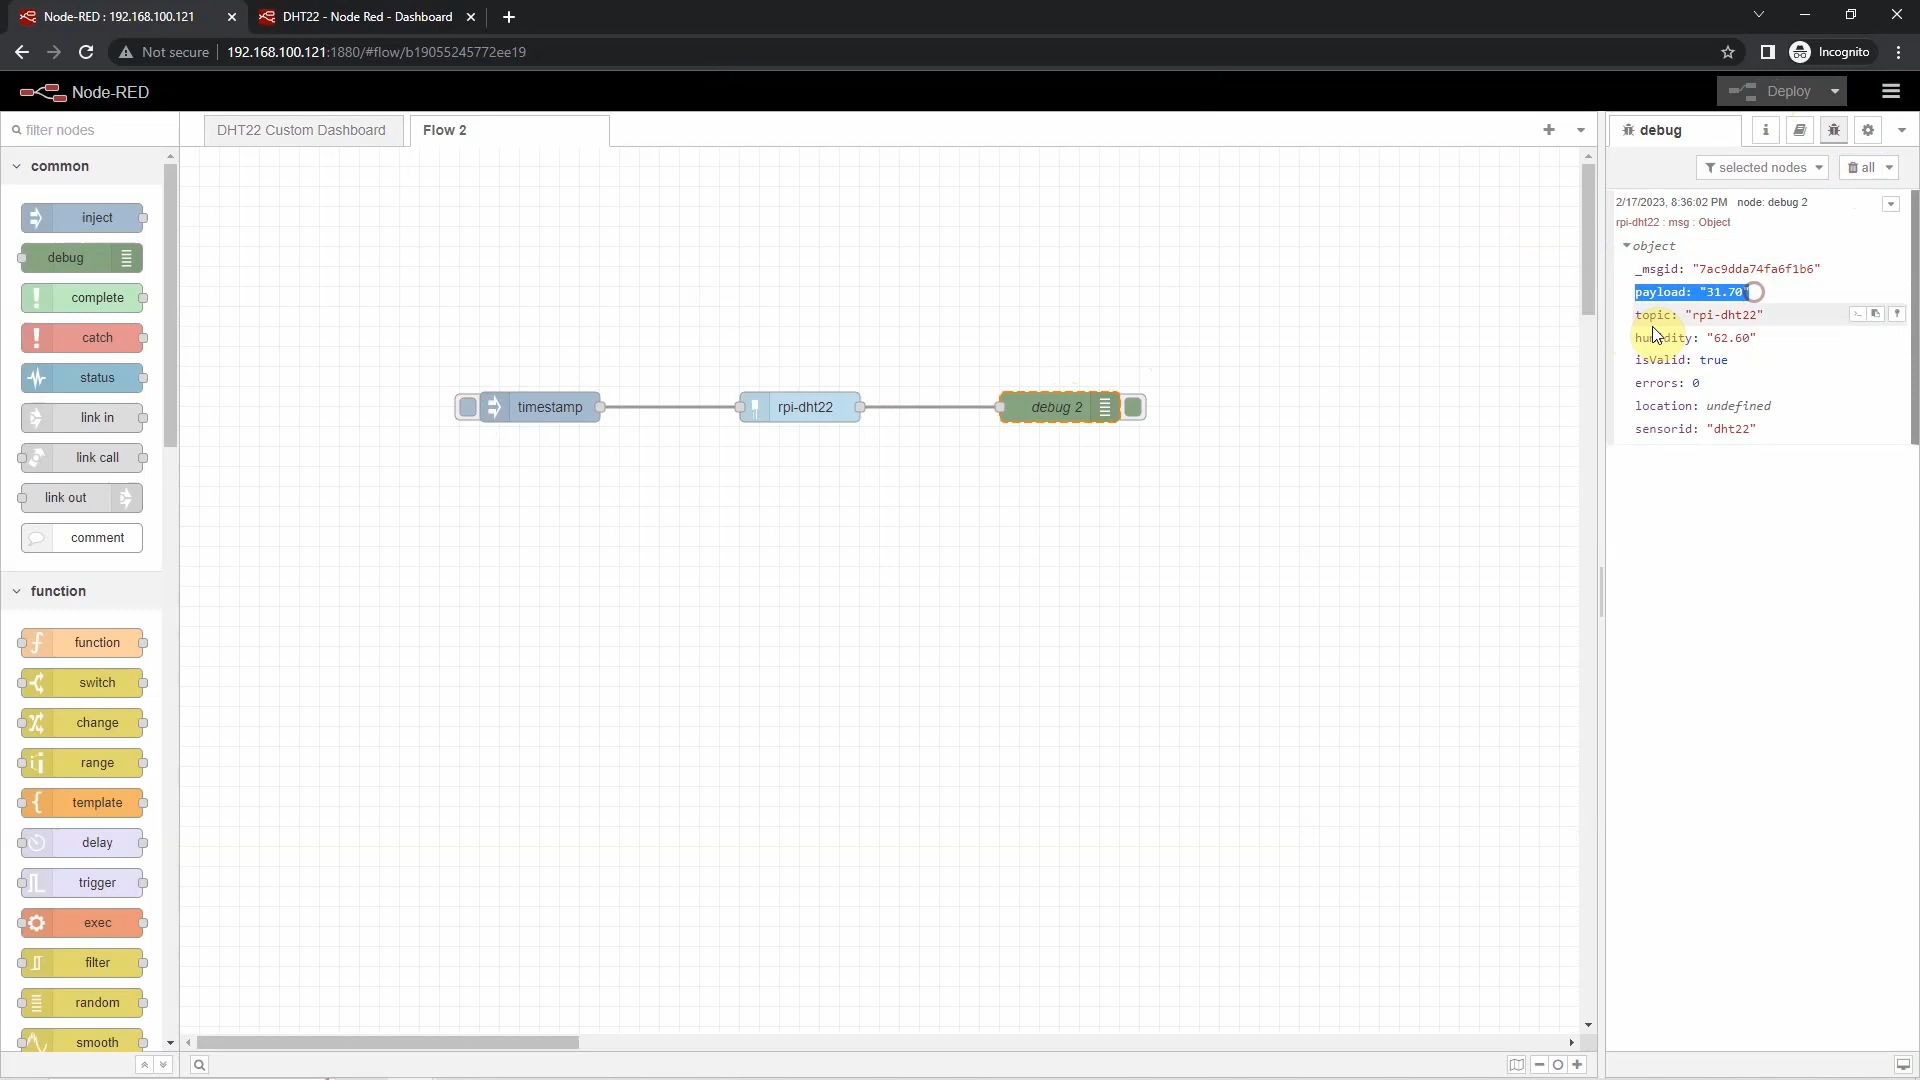 Node-RED : 192.168.100.121
DHT22 - Node Red - Dashboard
Not secure
192.168.100.121:1880/#flow/b19055245772ee19
Incognito
Node-RED
Deploy
filter nodes
DHT22 Custom Dashboard
Flow 2
debug
common
selected nodes
all
inject
debug
complete
catch
status
link in
link call
link out
comment
function
function
switch
change
range
template
delay
trigger
exec
filter
random
smooth
timestamp
rpi-dht22
debug 2
2/17/2023, 8:36:02 PM node: debug 2
rpi-dht22 : msg : Object
object
_msgid: "7ac9dda74fa6f1b6"
payload: "31.70"
topic: "rpi-dht22"
humidity: "62.60"
isValid: true
errors: 0
location: undefined
sensorid: "dht22"